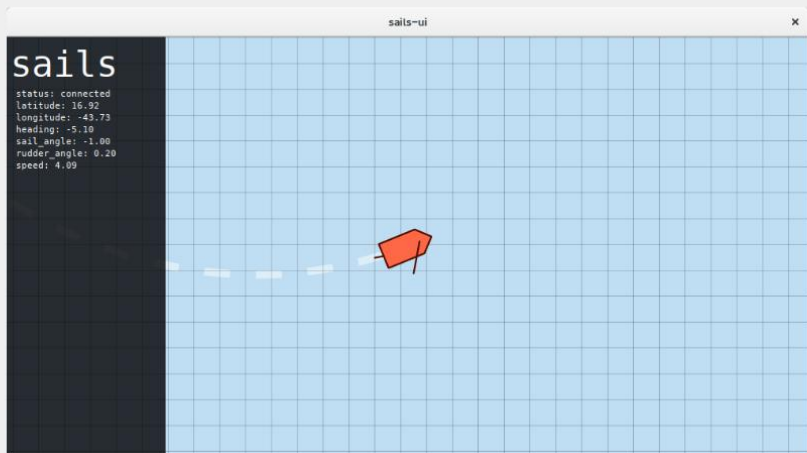 sails-ui
×
sails
status: connected
latitude: 16.92
longitude: -43.73
heading: -5.10
sail_angle: -1.00
rudder_angle: 0.20
speed: 4.09